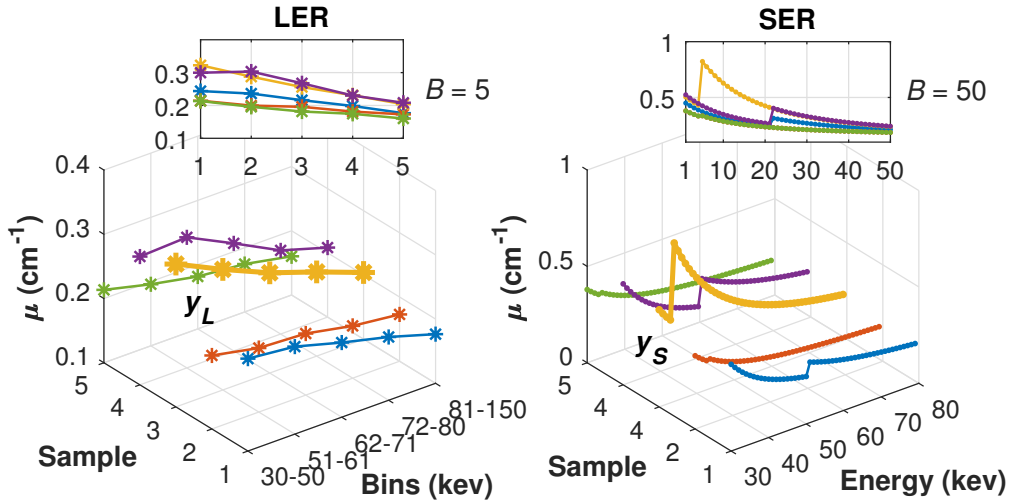 LER
0.3
0.2
0.1
1 2 3 4 5
B = 5
μ (cm-1)
0.4
0.3
0.2
0.1
yL
5
4
3
2
1
Sample
30-50
51-61
62-71
72-80
81-150
Bins (kev)
SER
1
0.5
1 10 20 30 40 50
B = 50
μ (cm-1)
1
0.5
0
yS
5
4
3
2
1
Sample
30
40
50
60
70
80
Energy (kev)